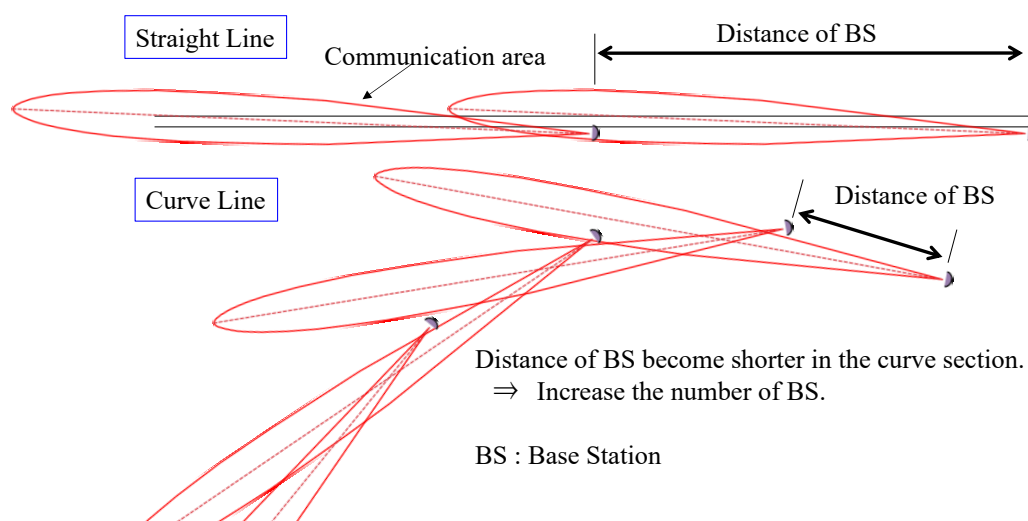 Straight Line
Communication area
Distance of BS
Curve Line
Distance of BS
Distance of BS become shorter in the curve section.
⇒ Increase the number of BS.
BS : Base Station